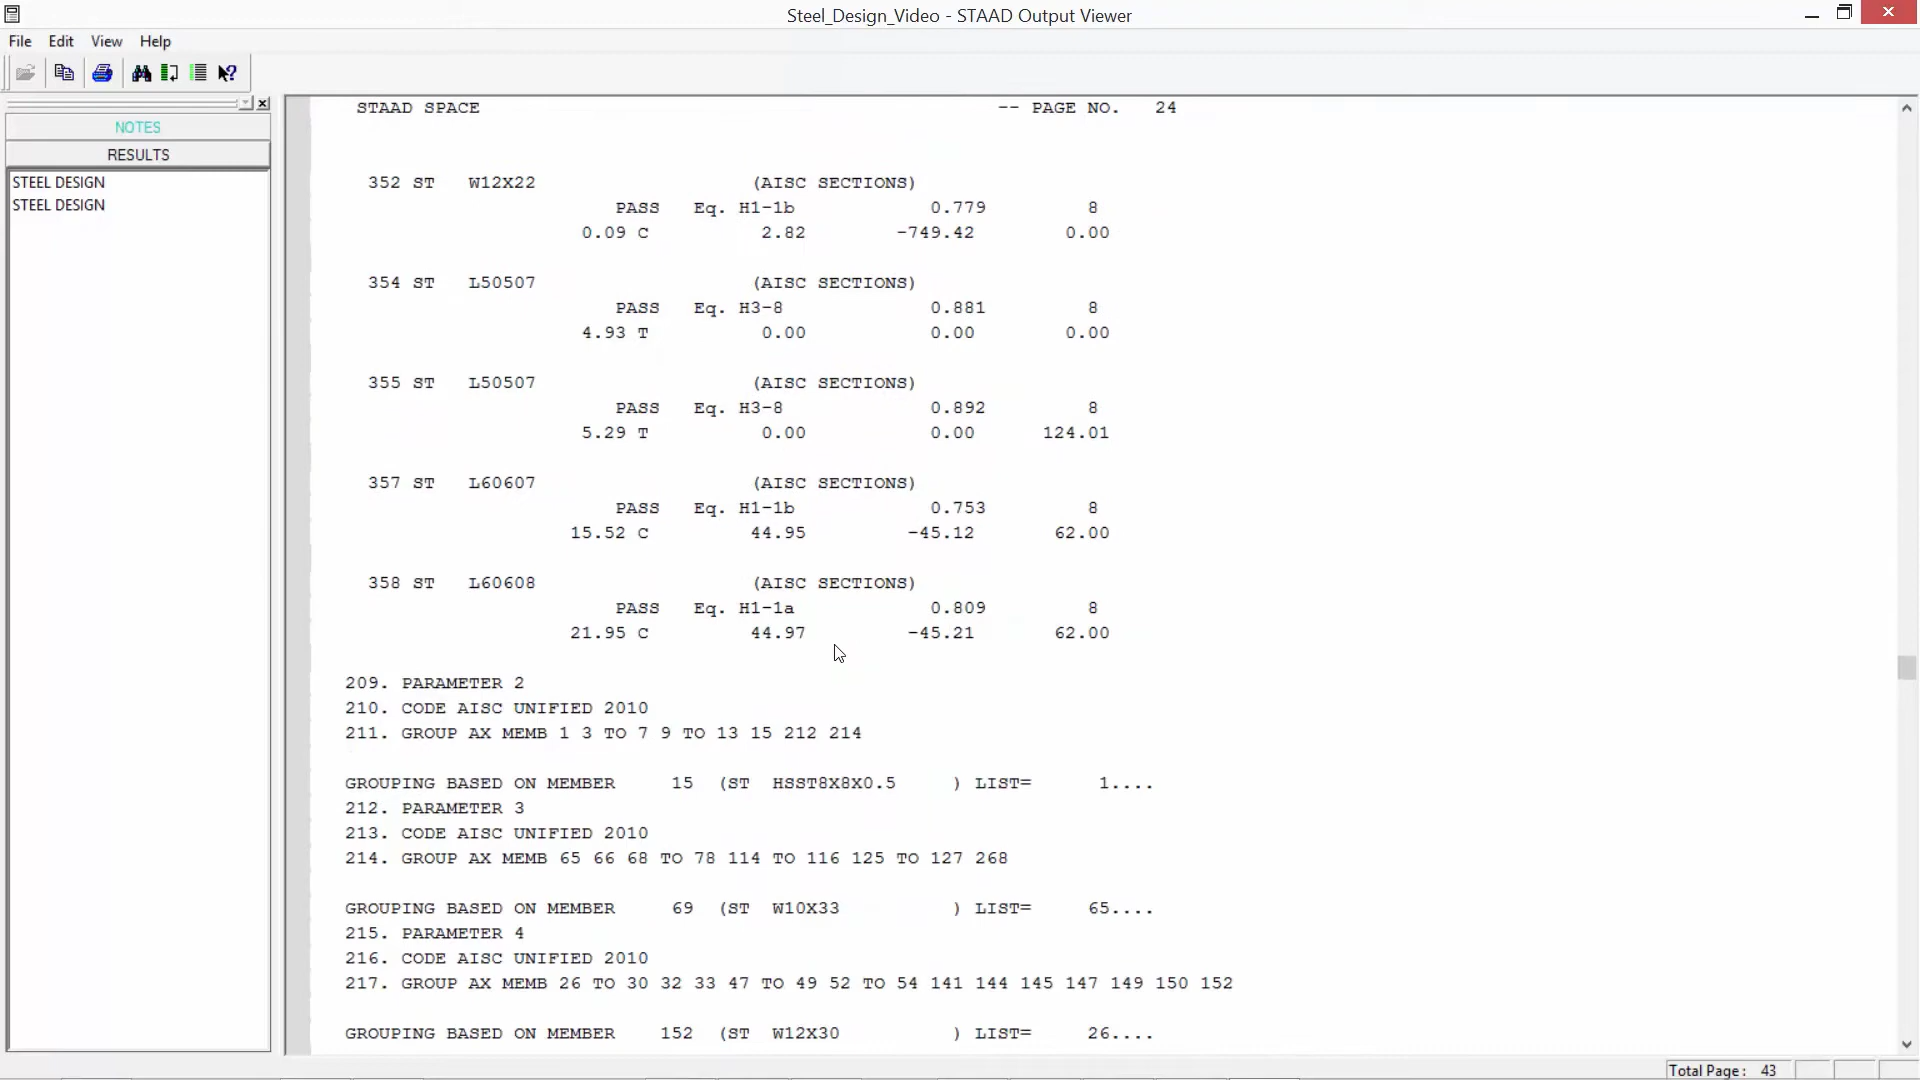 Steel_Design_Video - STAAD Output Viewer
File Edit View Help
NOTES
RESULTS
STEEL DESIGN
STEEL DESIGN
STAAD SPACE -- PAGE NO. 24
352 ST W12X22 (AISC SECTIONS)
PASS Eq. H1-1b 0.779 8
0.09 C 2.82 -749.42 0.00
354 ST L50507 (AISC SECTIONS)
PASS Eq. H3-8 0.881 8
4.93 T 0.00 0.00 0.00
355 ST L50507 (AISC SECTIONS)
PASS Eq. H3-8 0.892 8
5.29 T 0.00 0.00 124.01
357 ST L60607 (AISC SECTIONS)
PASS Eq. H1-1b 0.753 8
15.52 C 44.95 -45.12 62.00
358 ST L60608 (AISC SECTIONS)
PASS Eq. H1-1a 0.809 8
21.95 C 44.97 -45.21 62.00
209. PARAMETER 2
210. CODE AISC UNIFIED 2010
211. GROUP AX MEMB 1 3 TO 7 9 TO 13 15 212 214
GROUPING BASED ON MEMBER 15 (ST HSST8X8X0.5 ) LIST= 1....
212. PARAMETER 3
213. CODE AISC UNIFIED 2010
214. GROUP AX MEMB 65 66 68 TO 78 114 TO 116 125 TO 127 268
GROUPING BASED ON MEMBER 69 (ST W10X33 ) LIST= 65....
215. PARAMETER 4
216. CODE AISC UNIFIED 2010
217. GROUP AX MEMB 26 TO 30 32 33 47 TO 49 52 TO 54 141 144 145 147 149 150 152
GROUPING BASED ON MEMBER 152 (ST W12X30 ) LIST= 26....
Total Page : 43